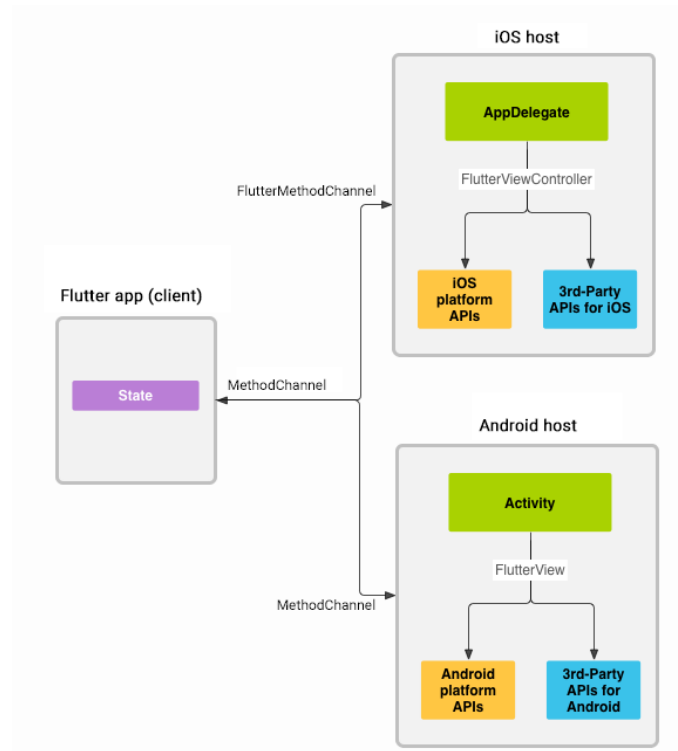 iOS host
AppDelegate
FlutterViewController
FlutterMethodChannel
iOS
platform
APIs
3rd-Party
APIs for iOS
Flutter app (client)
State
MethodChannel
Android host
Activity
FlutterView
MethodChannel
Android
platform
APIs
3rd-Party
APIs for
Android